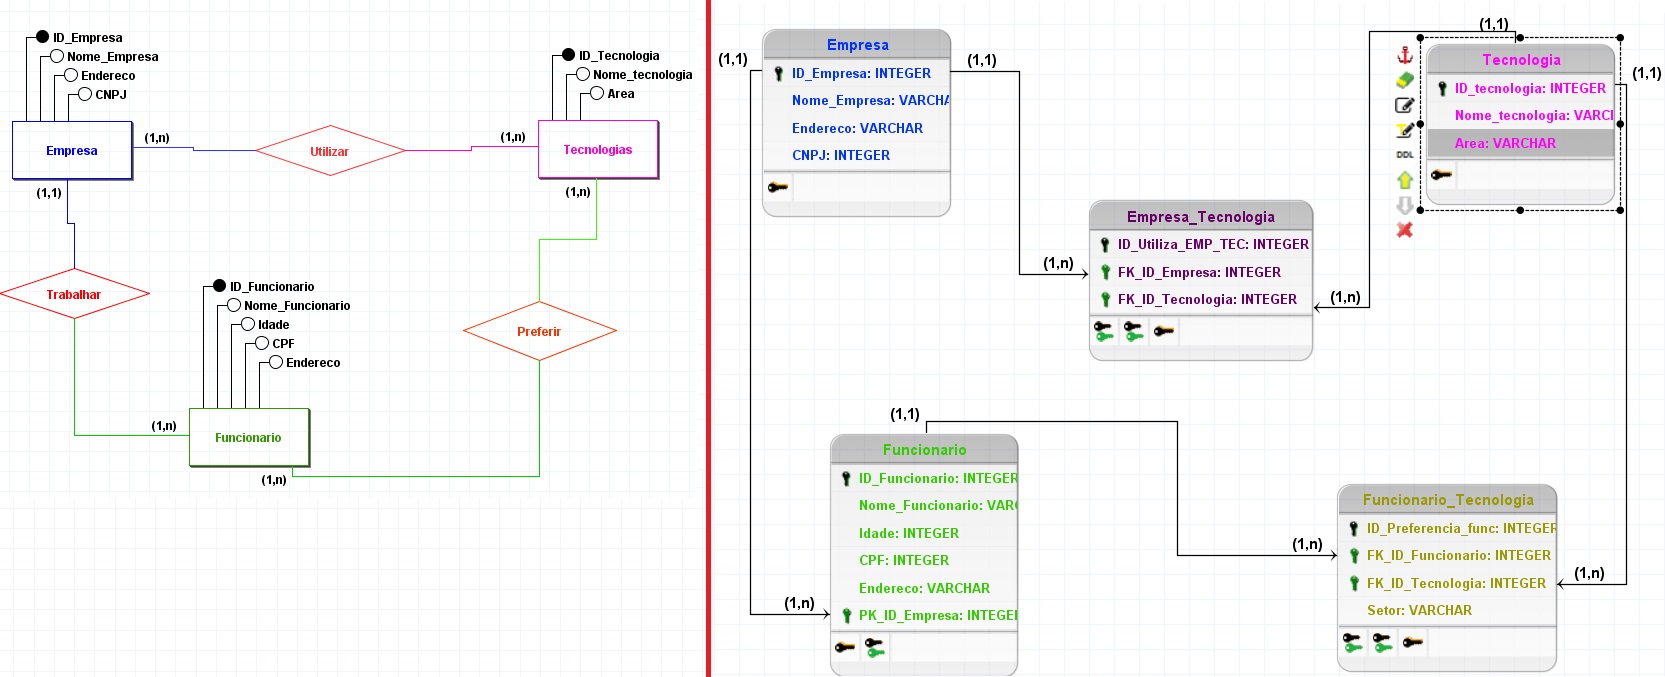 ID_Empresa
Nome_Empresa
Endereco
CNPJ
Empresa
(1,n)
Utilizar
(1,n)
ID_Tecnologia
Nome_tecnologia
Area
Tecnologias
(1,1)
(1,n)
Trabalhar
ID_Funcionario
Nome_Funcionario
Idade
CPF
Endereco
Preferir
(1,n)
Funcionario
(1,n)
(1,1)
Empresa
ID_Empresa: INTEGER
Nome_Empresa: VARCHA
Endereco: VARCHAR
CNPJ: INTEGER
(1,1)
(1,1)
Tecnologia
ID_tecnologia: INTEGER
Nome_tecnologia: VARCI
Area: VARCHAR
DDL
(1,1)
Empresa_Tecnologia
ID_Utiliza_EMP_TEC: INTEGER
FK_ID_Empresa: INTEGER
FK_ID_Tecnologia: INTEGER
(1,n)
(1,n)
(1,1)
Funcionario
ID_Funcionario: INTEGER
Nome_Funcionario: VAR(
Idade: INTEGER
CPF: INTEGER
Endereco: VARCHAR
PK_ID_Empresa: INTEGEI
(1,n)
Funcionario_Tecnologia
ID_Preferencia_func: INTEGER
FK_ID_Funcionario: INTEGER
FK_ID_Tecnologia: INTEGER
Setor: VARCHAR
(1,n)
(1,n)